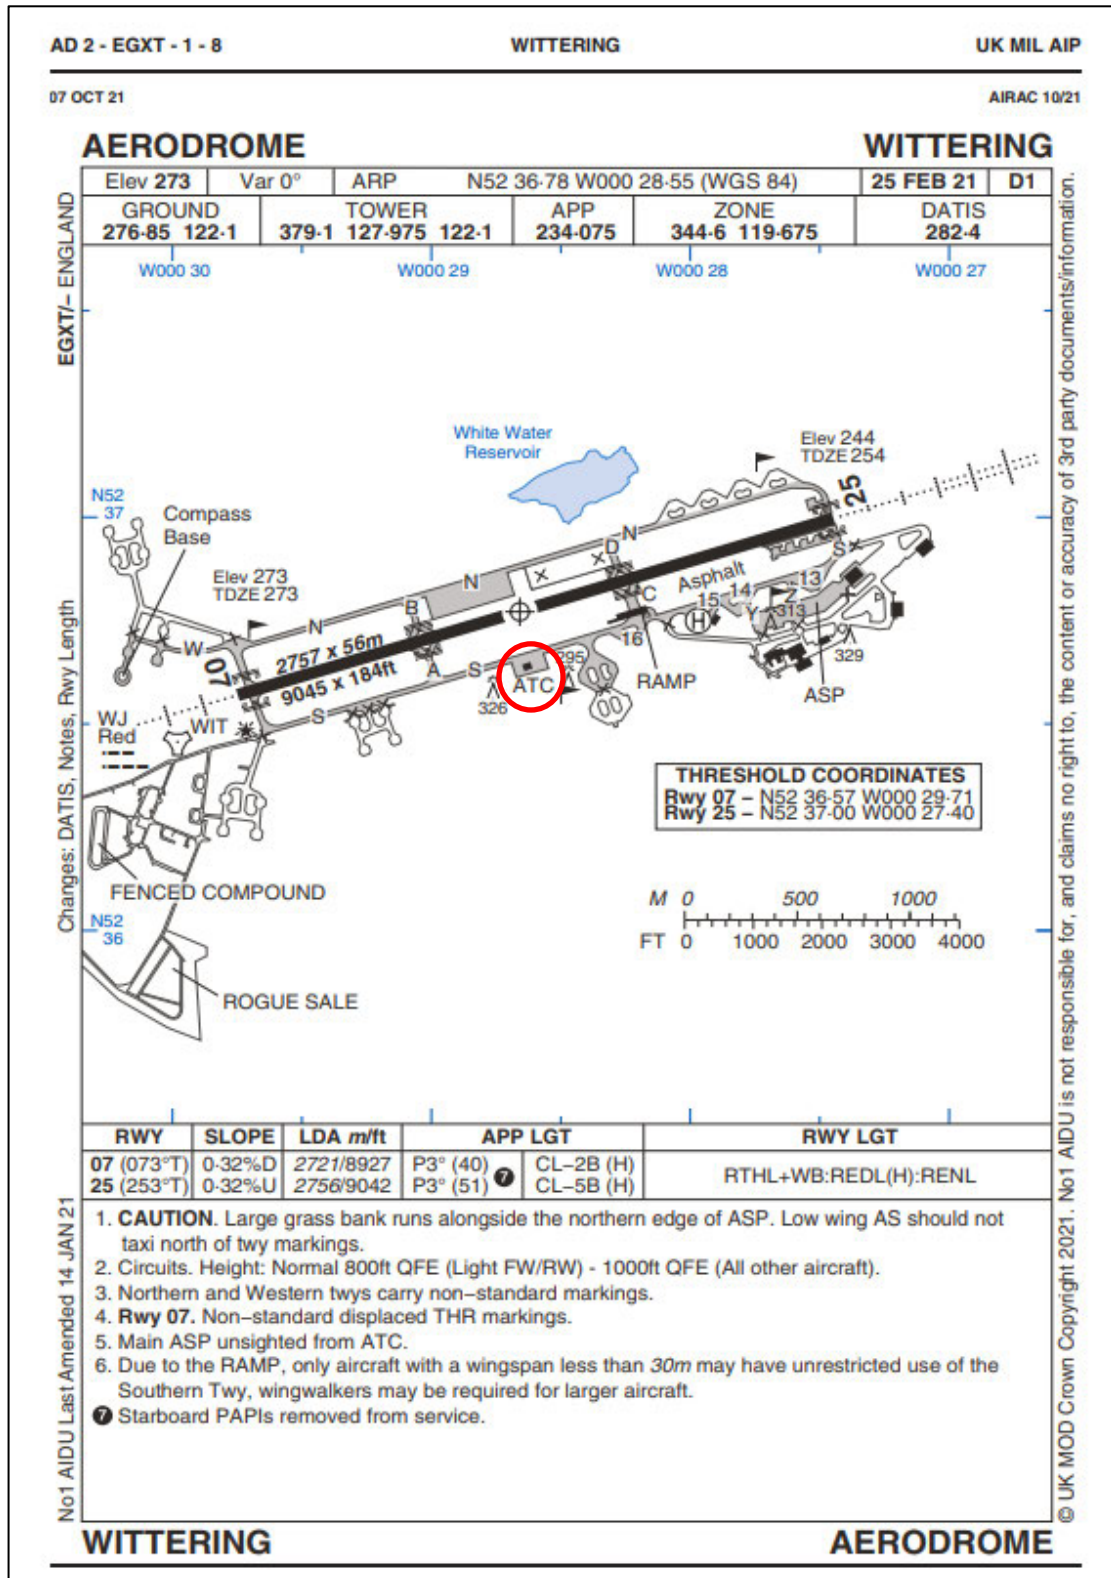 AD 2 - EGXT - 1 - 8 WITTERING UK MIL AIP
07 OCT 21 AIRAC 10/21
AERODROME WITTERING
Elev 273 Var 0° ARP N52 36·78 W000 28·55 (WGS 84) 25 FEB 21 D1
GROUND TOWER APP ZONE DATIS
276·85 122·1 379·1 127·975 122·1 234·075 344·6 119·675 282·4
W000 30 W000 29 W000 28 W000 27
EGXT/– ENGLAND
Changes: DATIS, Notes, Rwy Length
No1 AIDU Last Amended 14 JAN 21
White Water
Reservoir
Elev 244
TDZE 254
25
N52
37
Compass
Base
Elev 273
TDZE 273
N
D
N
N
B
W
07
2757 x 56m
9045 x 184ft
Asphalt
S
13
14
15
Z
313
Y
C
H
16
A
S
295
ATC
326
RAMP
329
ASP
S
WIT
WJ
Red
THRESHOLD COORDINATES
Rwy 07 – N52 36·57 W000 29·71
Rwy 25 – N52 37·00 W000 27·40
FENCED COMPOUND
M 0 500 1000
FT 0 1000 2000 3000 4000
N52
36
ROGUE SALE
RWY SLOPE LDA m/ft APP LGT RWY LGT
07 (073°T) 0·32%D 2721/8927 P3° (40) 7 CL–2B (H) RTHL+WB:REDL(H):RENL
25 (253°T) 0·32%U 2756/9042 P3° (51) CL–5B (H)
1. CAUTION. Large grass bank runs alongside the northern edge of ASP. Low wing AS should not
taxi north of twy markings.
2. Circuits. Height: Normal 800ft QFE (Light FW/RW) - 1000ft QFE (All other aircraft).
3. Northern and Western twys carry non–standard markings.
4. Rwy 07. Non–standard displaced THR markings.
5. Main ASP unsighted from ATC.
6. Due to the RAMP, only aircraft with a wingspan less than 30m may have unrestricted use of the
Southern Twy, wingwalkers may be required for larger aircraft.
7 Starboard PAPIs removed from service.
© UK MOD Crown Copyright 2021. No1 AIDU is not responsible for, and claims no right to, the content or accuracy of 3rd party documents/information.
WITTERING AERODROME